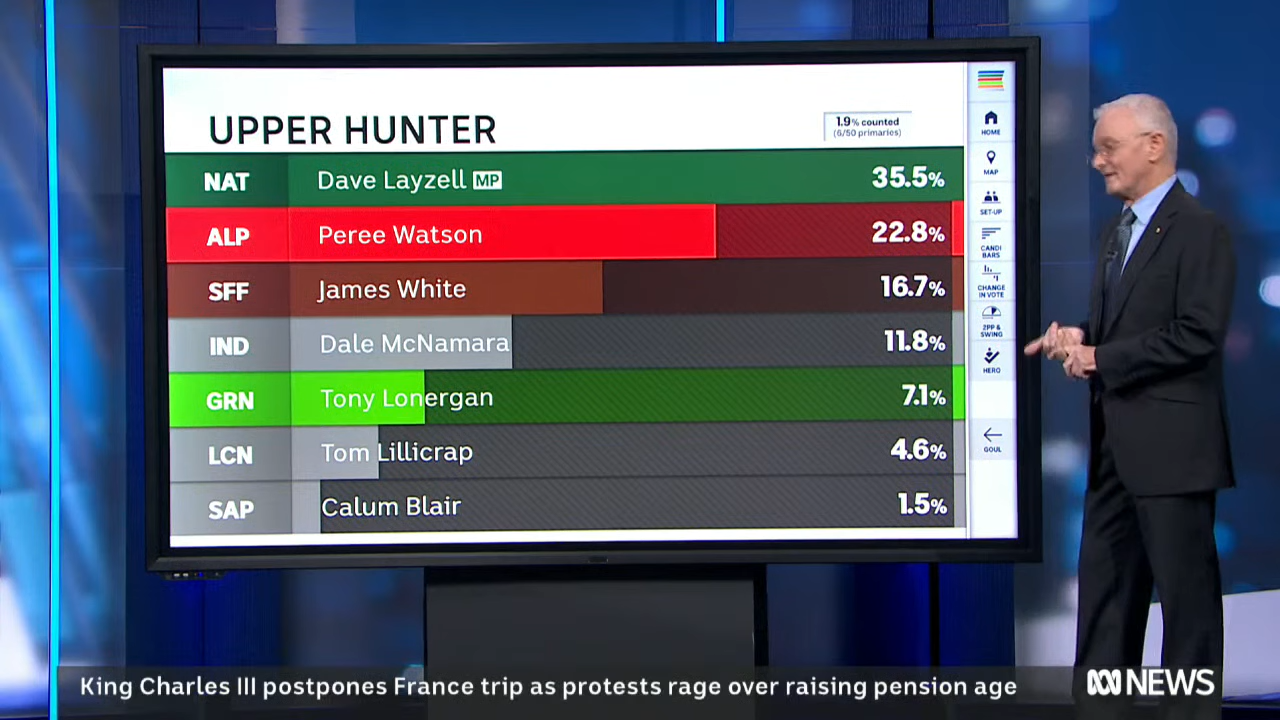 UPPER HUNTER
1.9% counted
(6/50 primaries)
NAT Dave Layzell MP 35.5%
ALP Peree Watson 22.8%
SFF James White 16.7%
IND Dale McNamara 11.8%
GRN Tony Lonergan 7.1%
LCN Tom Lillicrap 4.6%
SAP Calum Blair 1.5%
HOME
MAP
SET-UP
CANDI
BARS
CHANGE
IN VOTE
2PP &
SWING
HERO
GOUL
King Charles III postpones France trip as protests rage over raising pension age
NEWS